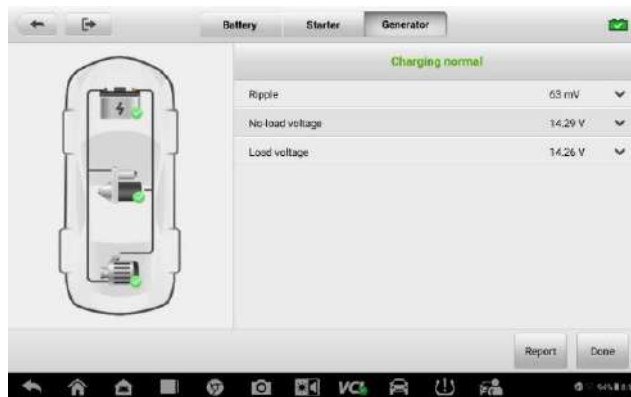 Battery Starter Generator
Charging normal
Ripple 63 mV
No-load voltage 14.29 V
Load voltage 14.26 V
Report Done
VCI